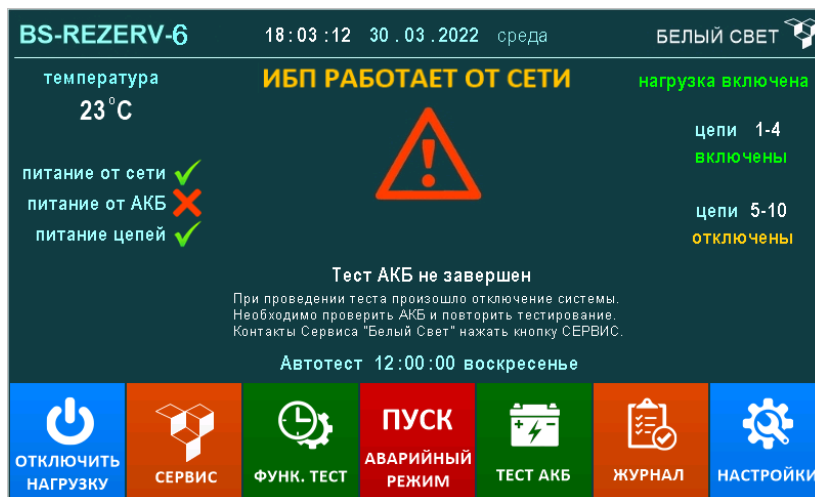 BS-REZERV-6 18:03:12 30.03.2022 среда БЕЛЫЙ СВЕТ
температура
23°C
ИБП РАБОТАЕТ ОТ СЕТИ
нагрузка включена
цепи 1-4
включены
питание от сети
питание от АКБ
питание цепей
цепи 5-10
отключены
Тест АКБ не завершен
При проведении теста произошло отключение системы.
Необходимо проверить АКБ и повторить тестирование.
Контакты Сервиса "Белый Свет" нажать кнопку СЕРВИС.
Автотест 12:00:00 воскресенье
ОТКЛЮЧИТЬ
НАГРУЗКУ
СЕРВИС
ФУНК. ТЕСТ
ПУСК
АВАРИЙНЫЙ
РЕЖИМ
ТЕСТ АКБ
ЖУРНАЛ
НАСТРОЙКИ